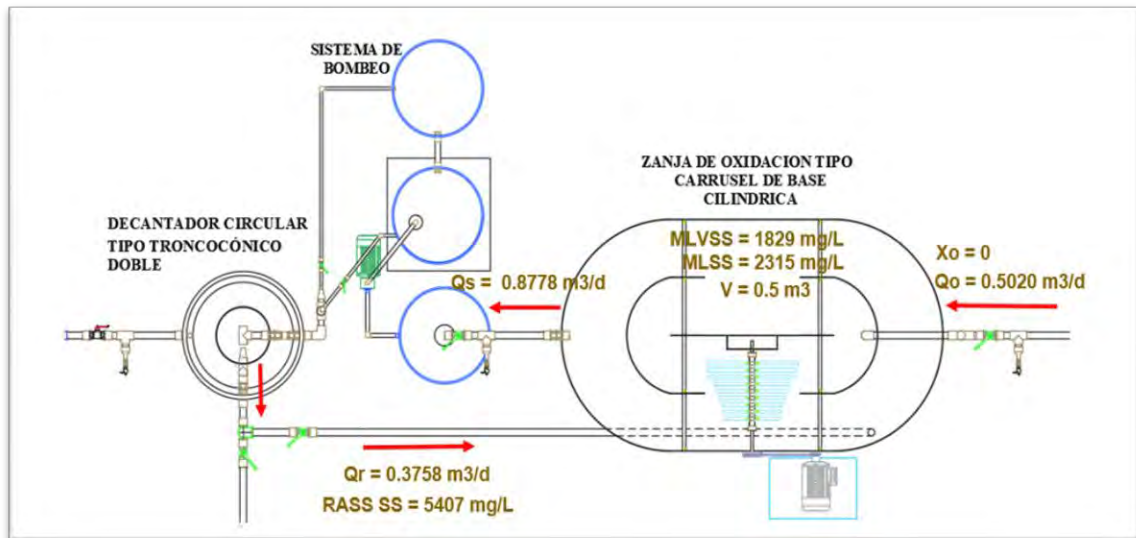 SISTEMA DE
BOMBEO
ZANJA DE OXIDACION TIPO
CARRUSEL DE BASE
CILINDRICA
DECANTADOR CIRCULAR
TIPO TRONCOCÓNICO
DOBLE
MLVSS = 1829 mg/L
MLSS = 2315 mg/L
V = 0.5 m3
Xo = 0
Qo = 0.5020 m3/d
Qs = 0.8778 m3/d
Qr = 0.3758 m3/d
RASS SS = 5407 mg/L